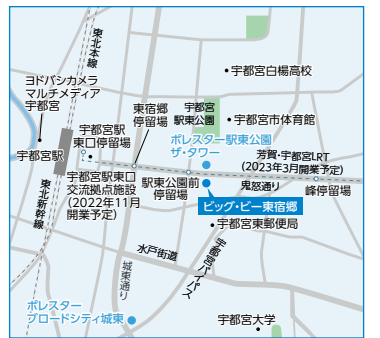 東北本線
ヨドバシカメラ
マルチメディア
宇都宮
宇都宮駅
東北新幹線
宇都宮駅
東口停留場
宇都宮駅東口
交流拠点施設
(2022年11月
開業予定)
東宿郷
停留場
宇都宮
駅東公園
宇都宮白楊高校
宇都宮市体育館
ポレスター駅東公園
ザ・タワー
芳賀・宇都宮LRT
(2023年3月開業予定)
鬼怒通り
駅東公園前
停留場
峰停留場
ビッグ・ビー東宿郷
宇都宮東郵便局
水戸街道
城東通り
宇都宮バイパス
ポレスター
ブロードシティ城東
宇都宮大学